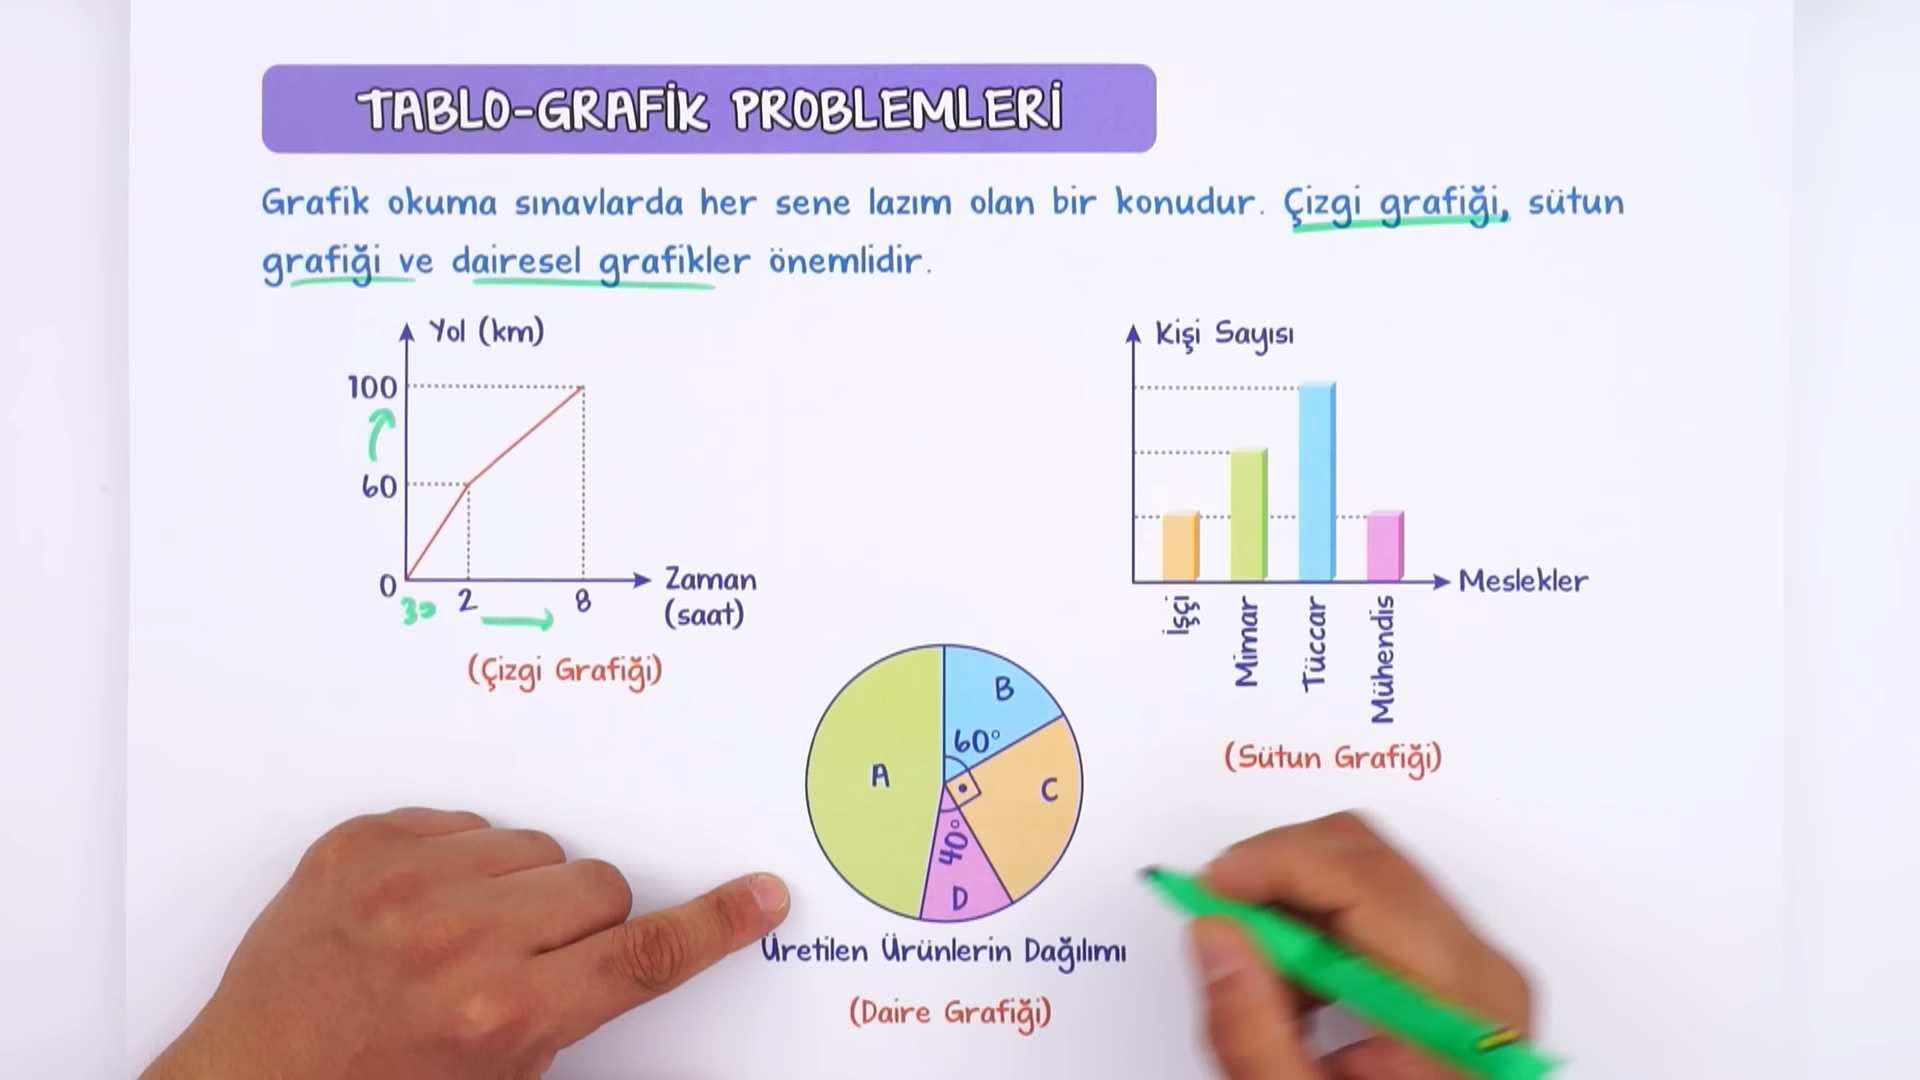 TABLO-GRAFİK PROBLEMLERİ
Grafik okuma sınavlarda her sene lazım olan bir konudur. Çizgi grafiği, sütun
grafiği ve dairesel grafikler önemlidir.
Yol (km)
100
60
0
30
2
8
Zaman
(saat)
(Çizgi Grafiği)
Kişi Sayısı
Meslekler
İşçi
Mimar
Tüccar
Mühendis
(Sütun Grafiği)
A
B
60°
C
40°
D
Üretilen Ürünlerin Dağılımı
(Daire Grafiği)